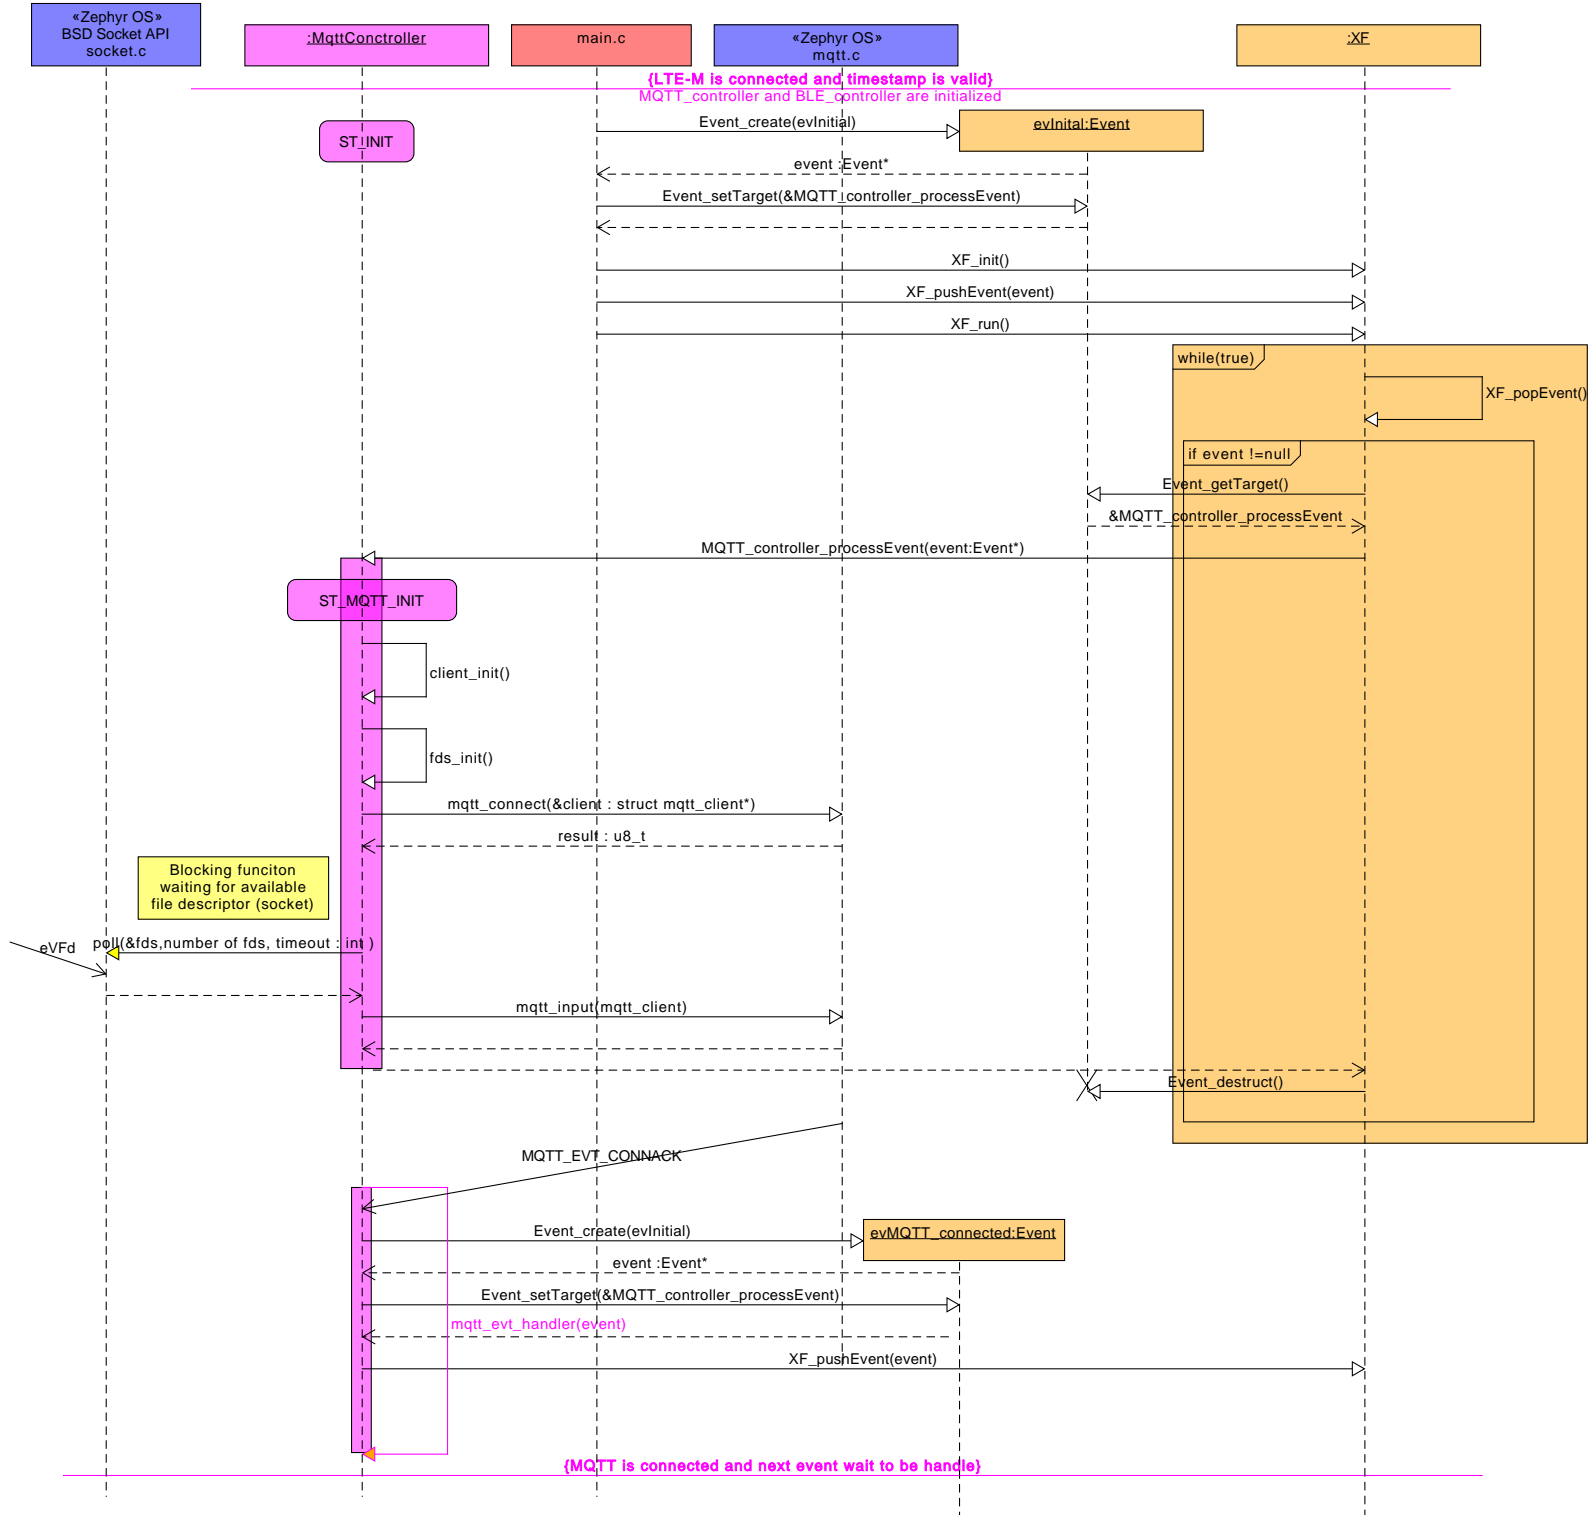 «Zephyr OS»
BSD Socket API
socket.c
:MqttConctroller
main.c
«Zephyr OS»
mqtt.c
:XF
{LTE-M is connected and timestamp is valid}
MQTT_controller and BLE_controller are initialized
ST_INIT
Event_create(evInitial)
evInital:Event
event :Event*
Event_setTarget(&MQTT_controller_processEvent)
XF_init()
XF_pushEvent(event)
XF_run()
while(true)
XF_popEvent()
if event !=null
Event_getTarget()
&MQTT_controller_processEvent
MQTT_controller_processEvent(event:Event*)
ST_MQTT_INIT
client_init()
fds_init()
mqtt_connect(&client : struct mqtt_client*)
result : u8_t
Blocking funciton
waiting for available
file descriptor (socket)
eVFd
poll(&fds,number of fds, timeout : int )
mqtt_input(mqtt_client)
Event_destruct()
MQTT_EVT_CONNACK
Event_create(evInitial)
evMQTT_connected:Event
event :Event*
Event_setTarget(&MQTT_controller_processEvent)
mqtt_evt_handler(event)
XF_pushEvent(event)
{MQTT is connected and next event wait to be handle}